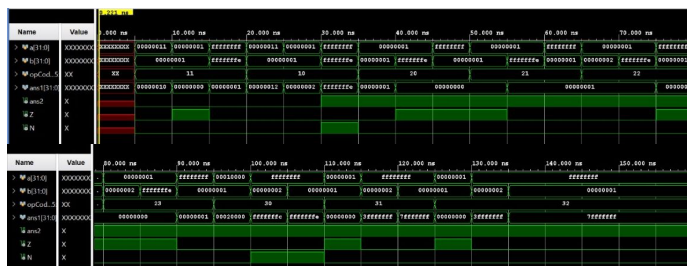 0.221 ns
Name Value 0.000 ns 10.000 ns 20.000 ns 30.000 ns 40.000 ns 50.000 ns 60.000 ns 70.000 ns
a[31:0] XXXXXXXX XXXXXXXX 00000011 00000001 ffffffff 00000011 00000001 ffffffff 00000001 ffffffff 00000001 ffffffff 00000001
b[31:0] XXXXXXXX XXXXXXXX 00000001 fffffffe 00000001 fffffffe 00000001 fffffffe 00000001 fffffffe 00000001 00000002 fffffffe 00000001
opCod...5: XX XX 11 10 20 21 22
ans1[31:0] XXXXXXXX XXXXXXXX 00000010 00000000 00000001 00000012 00000002 fffffffe 00000001 00000000 00000001
ans2 X
Z X
N X
Name Value 80.000 ns 90.000 ns 100.000 ns 110.000 ns 120.000 ns 130.000 ns 140.000 ns 150.000 ns
a[31:0] XXXXXXXX 00000001 ffffffff 00010000 ffffffff 00000001 ffffffff 00000001 ffffffff
b[31:0] XXXXXXXX 00000002 fffffffe 00000001 00000002 00000001 00000002 00000001 00000002 00000001
opCod...5: XX 23 30 31 32
ans1[31:0] XXXXXXXX 00000000 00000001 00020000 fffffffc fffffffe 00000000 3fffffff 7fffffff 00000000 3fffffff 7fffffff
ans2 X
Z X
N X